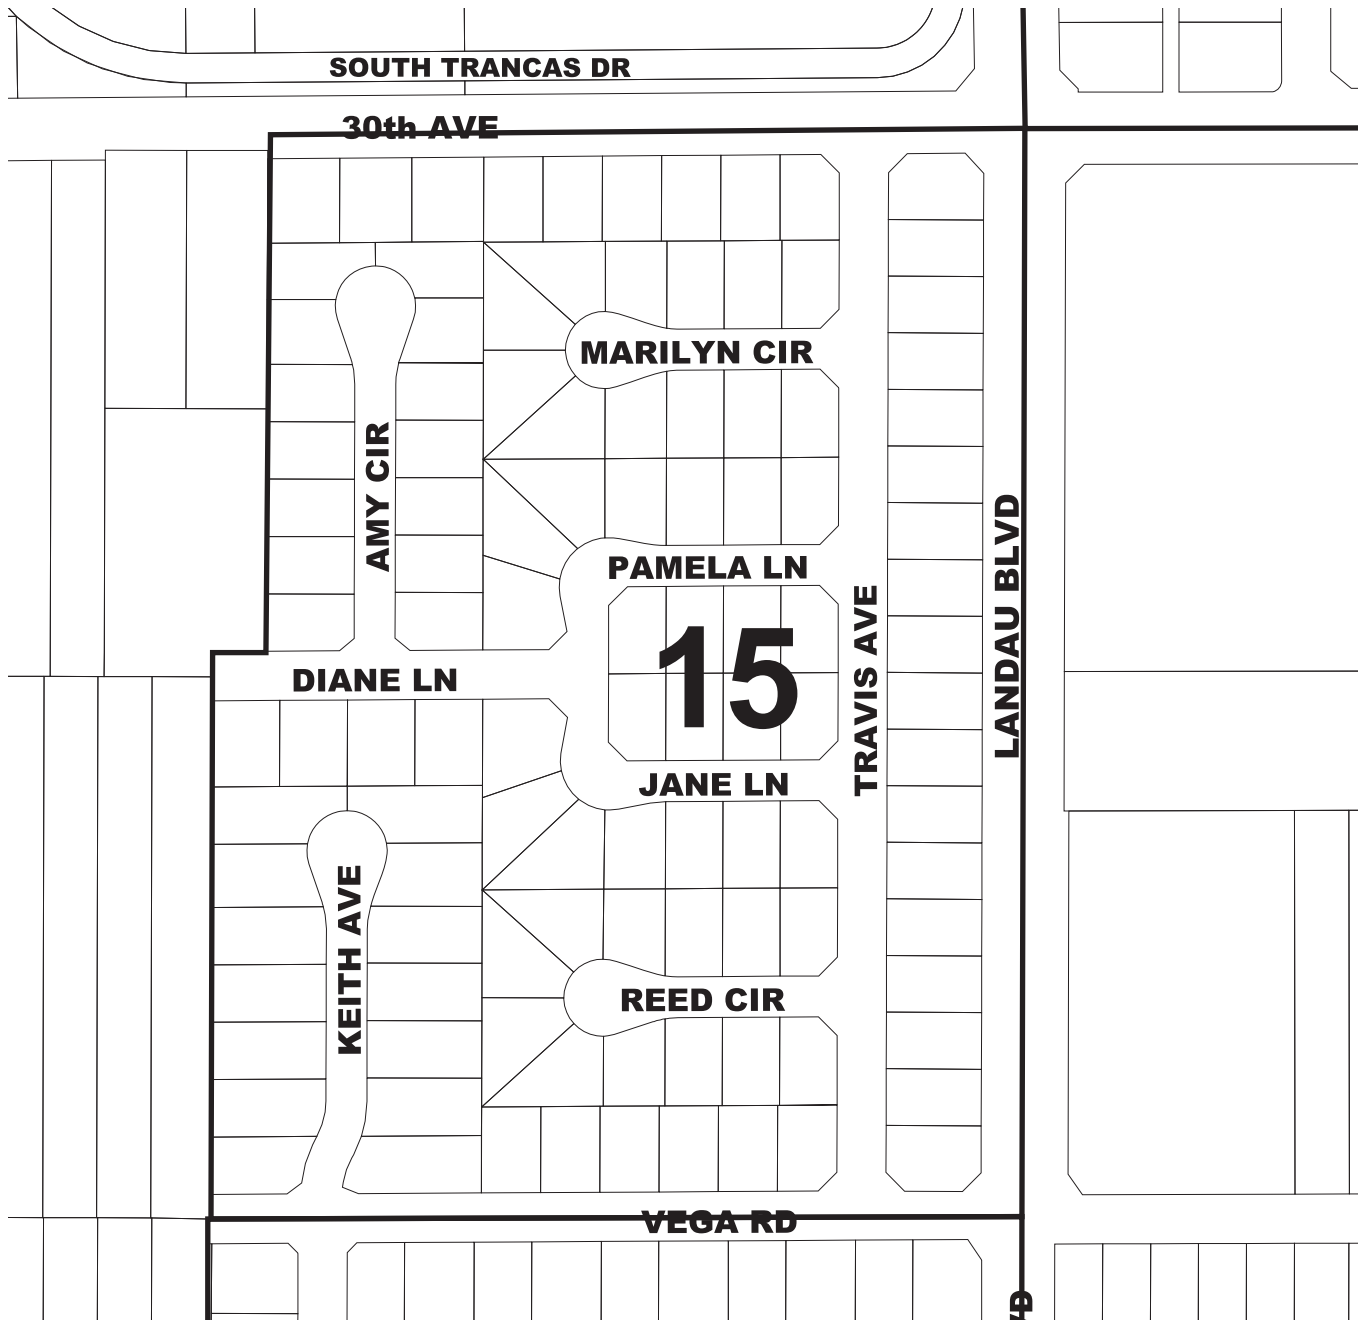 SOUTH TRANCAS DR
30th AVE
MARILYN CIR
AMY CIR
PAMELA LN
15
TRAVIS AVE
LANDAU BLVD
DIANE LN
JANE LN
KEITH AVE
REED CIR
VEGA RD